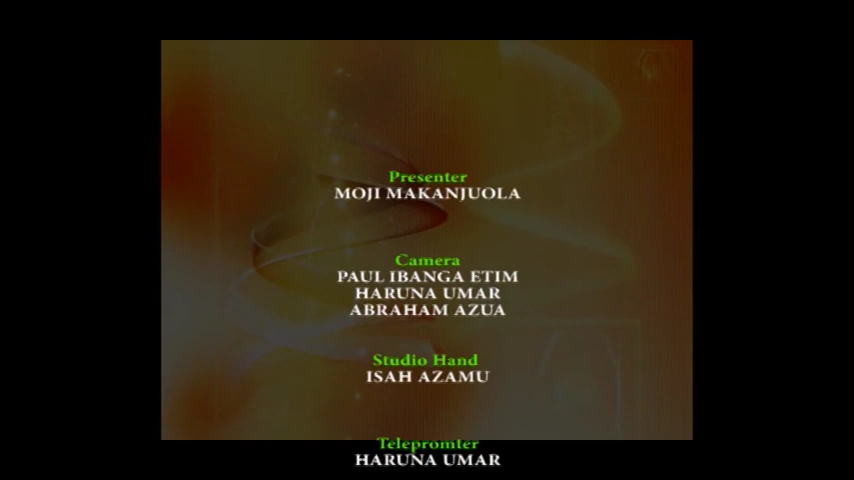 Presenter
MOJI MAKANJUOLA
Camera
PAUL IBANGA ETIM
HARUNA UMAR
ABRAHAM AZUA
Studio Hand
ISAH AZAMU
Telepromter
HARUNA UMAR